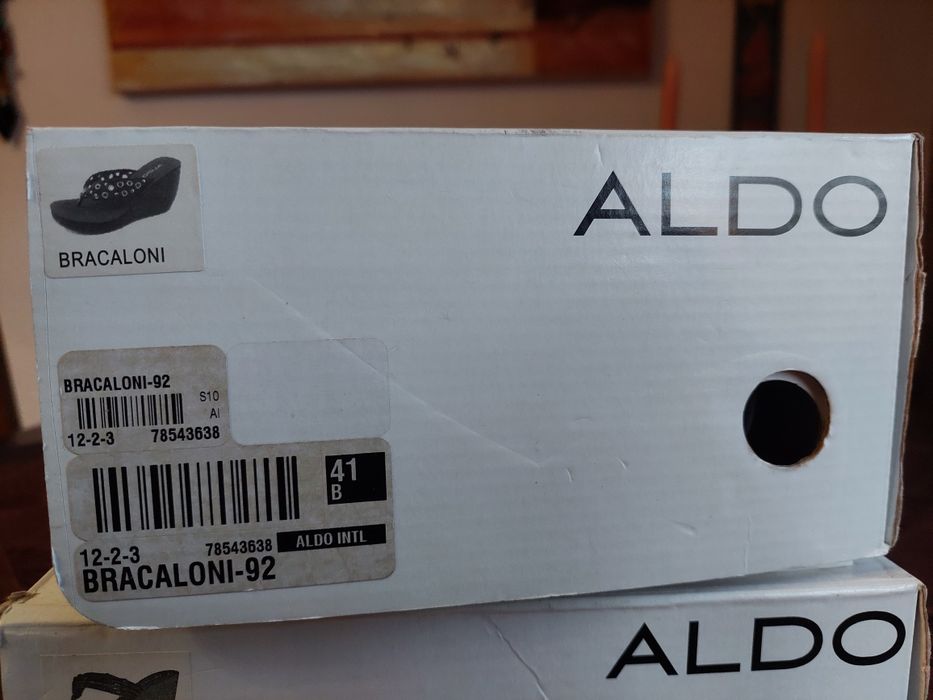 ALDO
BRACALONI
BRACALONI-92
S10
AI
12-2-3 78543638
41
B
12-2-3 78543638 ALDO INTL
BRACALONI-92
ALDO